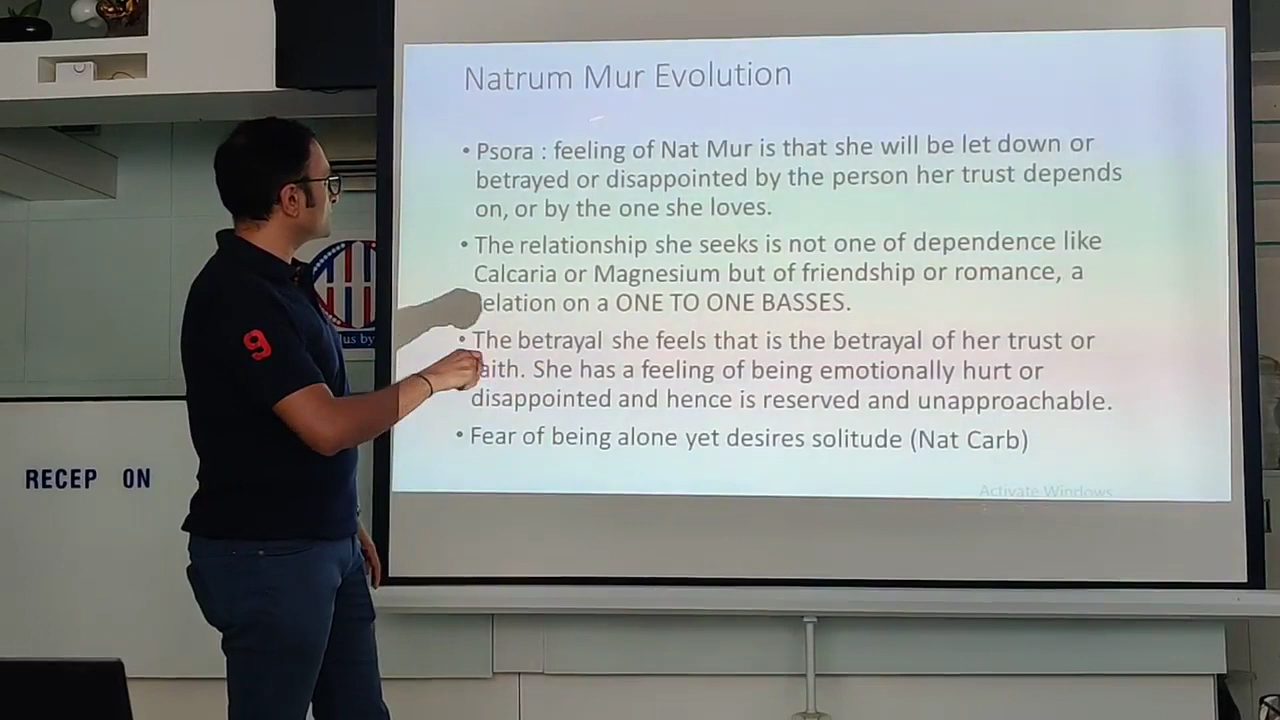 Natrum Mur Evolution
• Psora : feeling of Nat Mur is that she will be let down or
betrayed or disappointed by the person her trust depends
on, or by the one she loves.
• The relationship she seeks is not one of dependence like
Calcaria or Magnesium but of friendship or romance, a
elation on a ONE TO ONE BASSES.
• The betrayal she feels that is the betrayal of her trust or
aith. She has a feeling of being emotionally hurt or
disappointed and hence is reserved and unapproachable.
• Fear of being alone yet desires solitude (Nat Carb)
Activate Windows
9
us by
RECEP ON